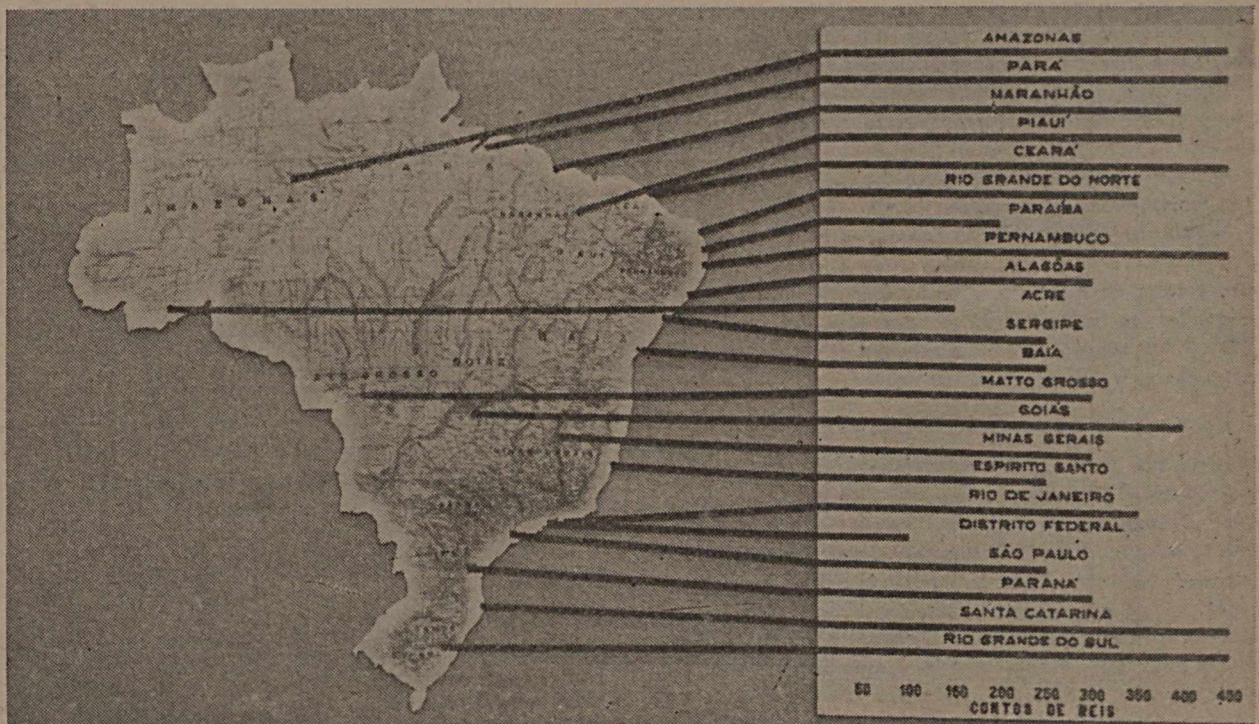 AMAZONAS
PARÁ
MARANHÃO
PIAUÍ
CEARÁ
RIO GRANDE DO NORTE
PARAÍBA
PERNAMBUCO
ALAGÔAS
ACRE
SERGIPE
BAÍA
MATTO GROSSO
GOIÁS
MINAS GERAIS
ESPIRITO SANTO
RIO DE JANEIRO
DISTRITO FEDERAL
SÃO PAULO
PARANÁ
SANTA CATARINA
RIO GRANDE DO SUL
50 100 150 200 250 300 350 400 450
CONTOS DE REIS
AMAZONAS
MARANHÃO
GROSSO
GOIAZ